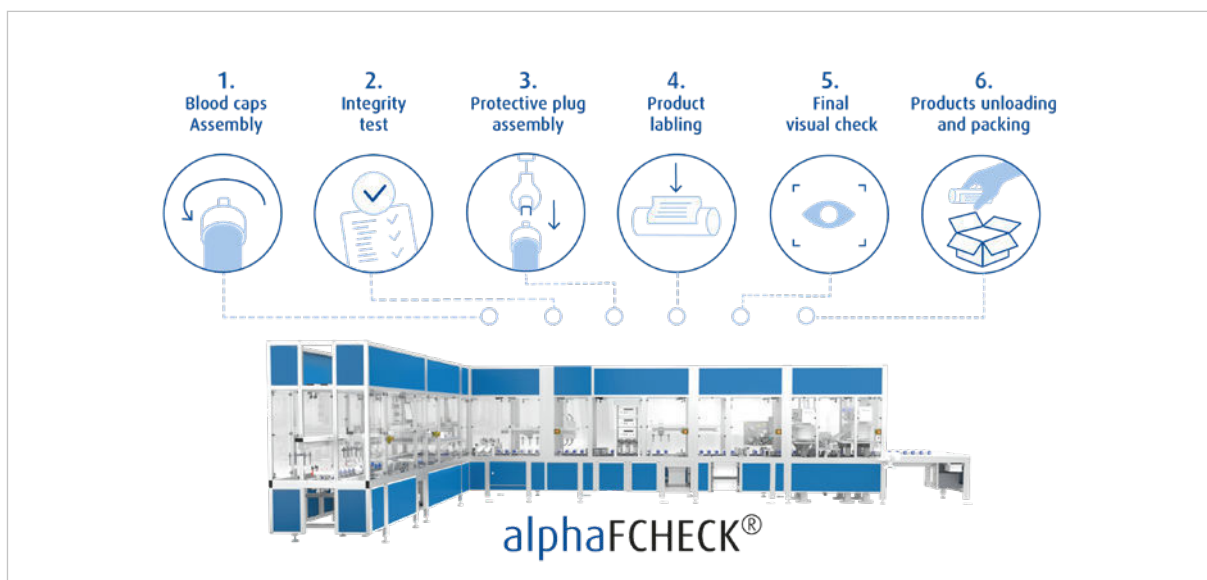 1.
Blood caps
Assembly
2.
Integrity
test
3.
Protective plug
assembly
4.
Product
labling
5.
Final
visual check
6.
Products unloading
and packing
alphaFCHECK®